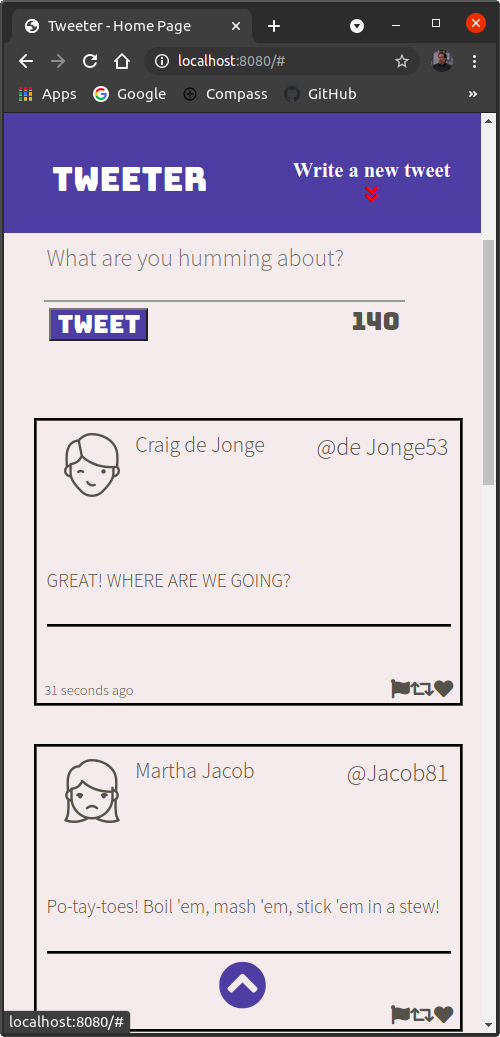 Tweeter - Home Page
localhost:8080/#
Apps Google Compass GitHub »
TWEETER
Write a new tweet
What are you humming about?
TWEET 140
Craig de Jonge @de Jonge53
GREAT! WHERE ARE WE GOING?
31 seconds ago
Martha Jacob @Jacob81
Po-tay-toes! Boil 'em, mash 'em, stick 'em in a stew!
localhost:8080/#